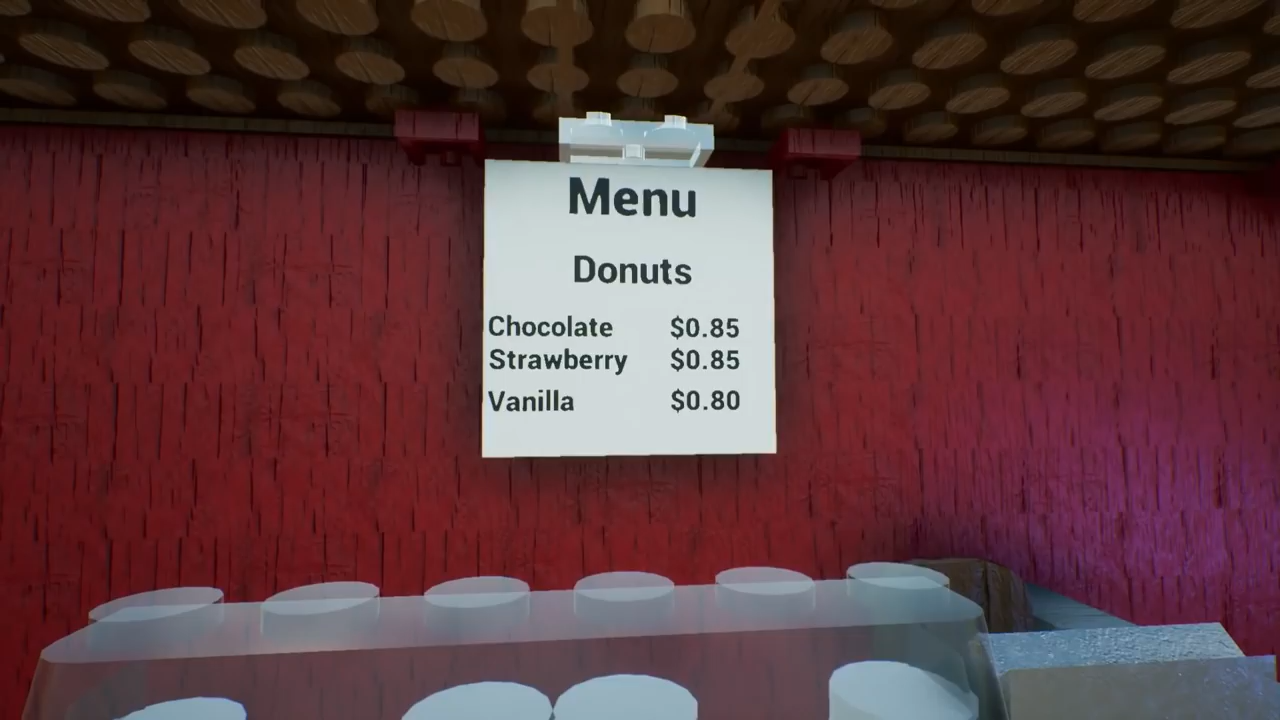 Menu
Donuts
Chocolate $0.85
Strawberry $0.85
Vanilla $0.80